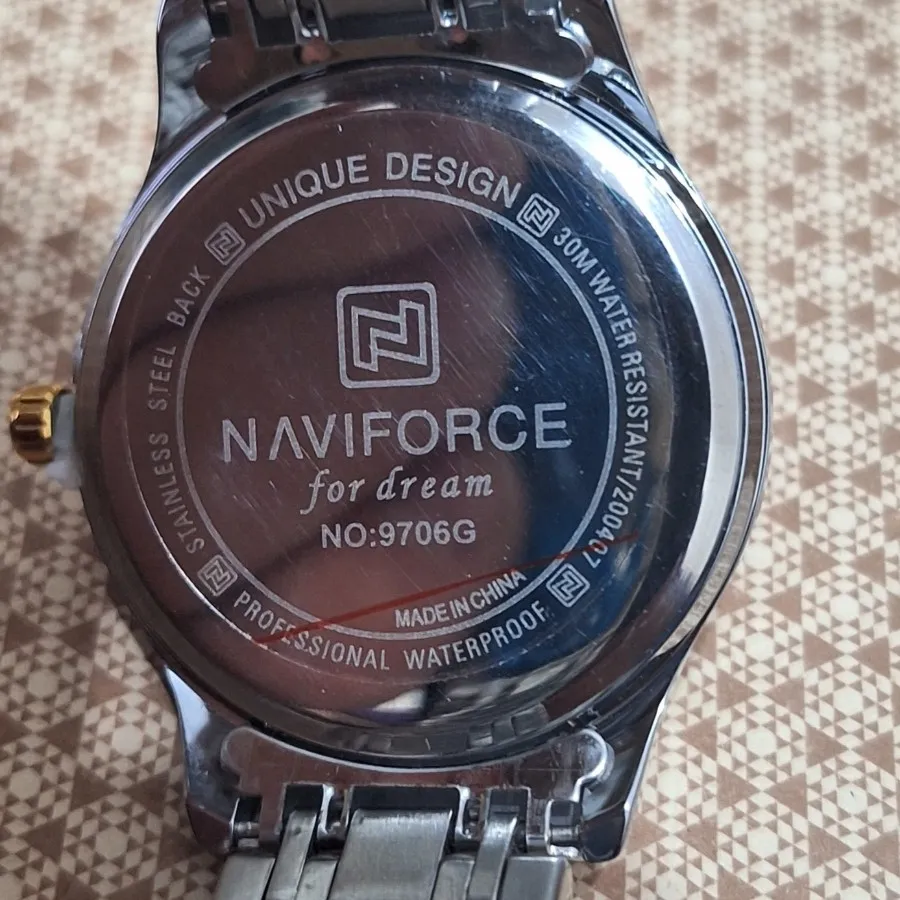 UNIQUE DESIGN
30M WATER RESISTANT/200407
PROFESSIONAL WATERPROOF
STAINLESS STEEL BACK
NAVIFORCE
for dream
NO:9706G
MADE IN CHINA